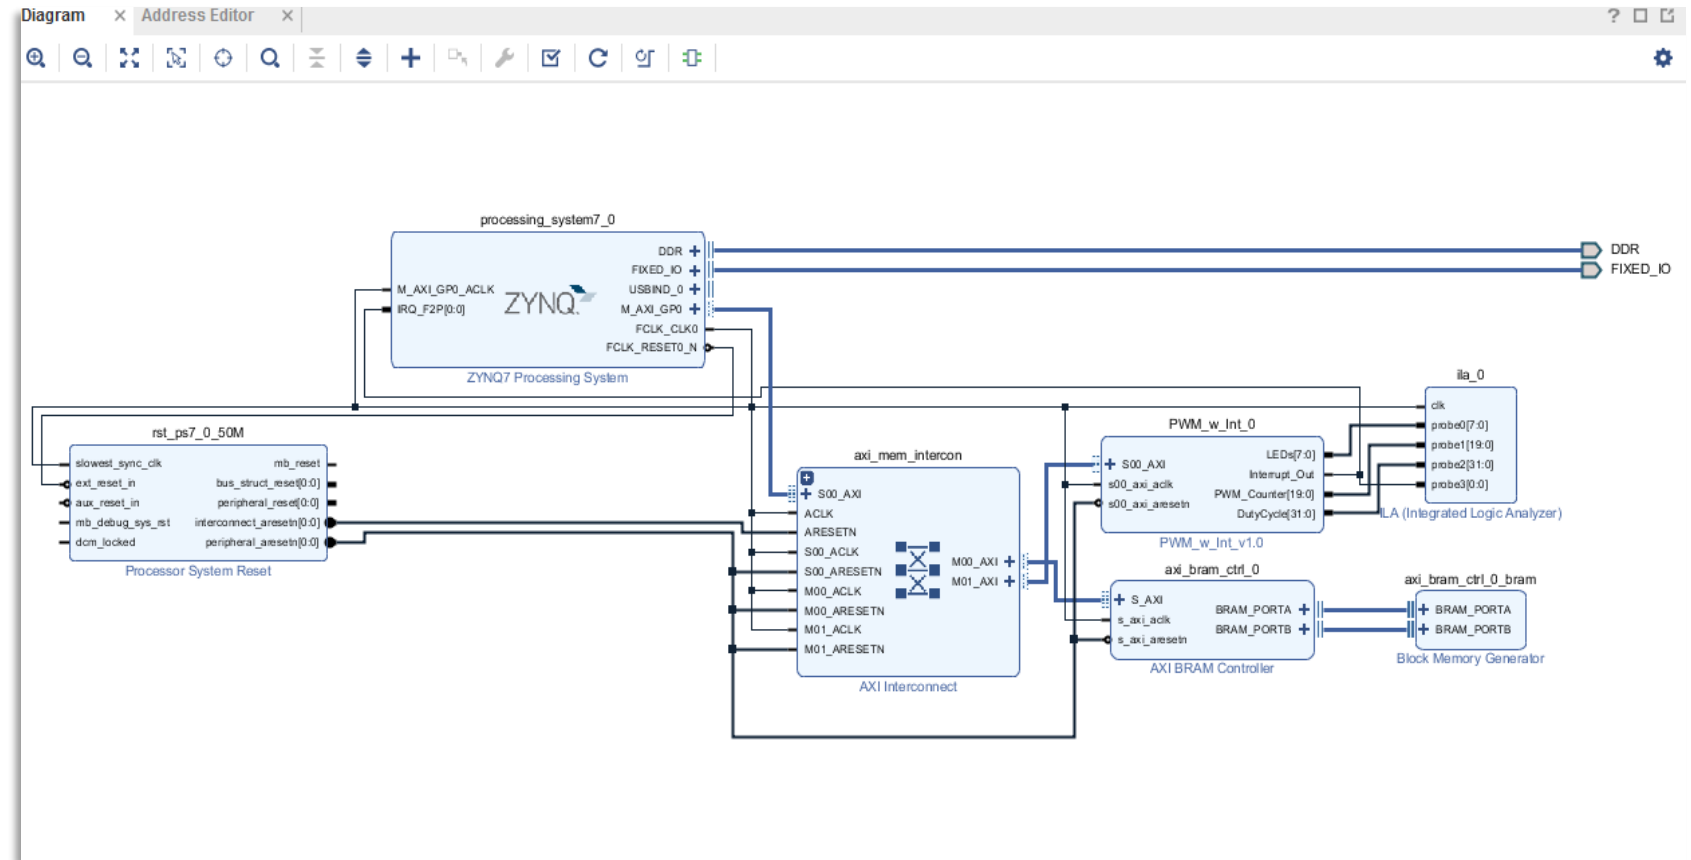 Diagram × Address Editor ×
?
processing_system7_0
DDR
FIXED_IO
USBIND_0
M_AXI_GP0
FCLK_CLK0
FCLK_RESET0_N
M_AXI_GP0_ACLK
IRQ_F2P[0:0]
ZYNQ
ZYNQ7 Processing System
DDR
FIXED_IO
rst_ps7_0_50M
slowest_sync_clk
ext_reset_in
aux_reset_in
mb_debug_sys_rst
dcm_locked
mb_reset
bus_struct_reset[0:0]
peripheral_reset[0:0]
interconnect_aresetn[0:0]
peripheral_aresetn[0:0]
Processor System Reset
axi_mem_intercon
S00_AXI
ACLK
ARESETN
S00_ACLK
S00_ARESETN
M00_ACLK
M00_ARESETN
M01_ACLK
M01_ARESETN
M00_AXI
M01_AXI
AXI Interconnect
PWM_w_Int_0
S00_AXI
s00_axi_aclk
s00_axi_aresetn
LEDs[7:0]
Interrupt_Out
PWM_Counter[19:0]
DutyCycle[31:0]
PWM_w_Int_v1.0
ila_0
clk
probe0[7:0]
probe1[19:0]
probe2[31:0]
probe3[0:0]
ILA (Integrated Logic Analyzer)
axi_bram_ctrl_0
S_AXI
s_axi_aclk
s_axi_aresetn
BRAM_PORTA
BRAM_PORTB
AXI BRAM Controller
axi_bram_ctrl_0_bram
BRAM_PORTA
BRAM_PORTB
Block Memory Generator